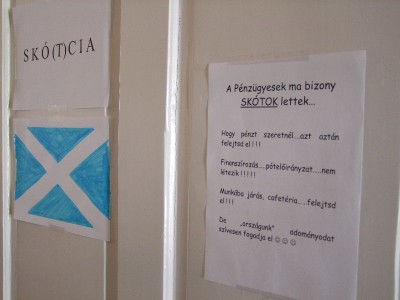 SKÓ(T)CIA
A Pénzügyesek ma bizony
SKÓTOK lettek...
Hogy pénzt szeretnél....azt aztán
felejtsd el!!!
Finanszírozás....pótelőirányzat.....nem
létezik!!!!!
Munkába járás, cafetéria.....felejtsd
el!!!
De „országunk” adományodat
szívesen fogadja el ☺☺☺